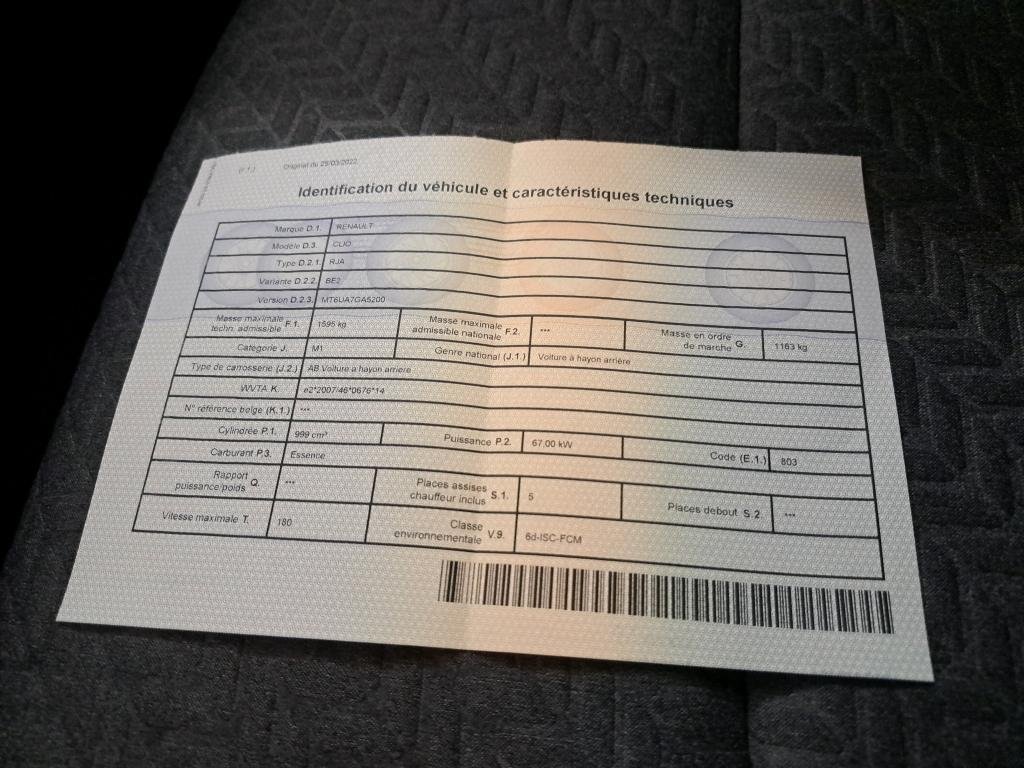 (v.1.) Original du 25/03/2022
Identification du véhicule et caractéristiques techniques
Marque D.1. RENAULT
Modèle D.3. CLIO
Type D.2.1. RJA
Variante D.2.2. BE2
Version D.2.3. MT6UA7GA5200
Masse maximale techn. admissible F.1. 1595 kg Masse maximale admissible nationale F.2. --- Masse en ordre de marche G. 1163 kg
Catégorie J. M1 Genre national (J.1.) Voiture à hayon arrière
Type de carrosserie (J.2.) AB Voiture à hayon arrière
WVTA K. e2*2007/46*0676*14
N° référence belge (K.1.) ---
Cylindrée P.1. 999 cm³ Puissance P.2. 67.00 kW Code (E.1.) 803
Carburant P.3. Essence
Rapport puissance/poids Q. --- Places assises chauffeur inclus S.1. 5 Places debout S.2. ---
Vitesse maximale T. 180 Classe environnementale V.9. 6d-ISC-FCM